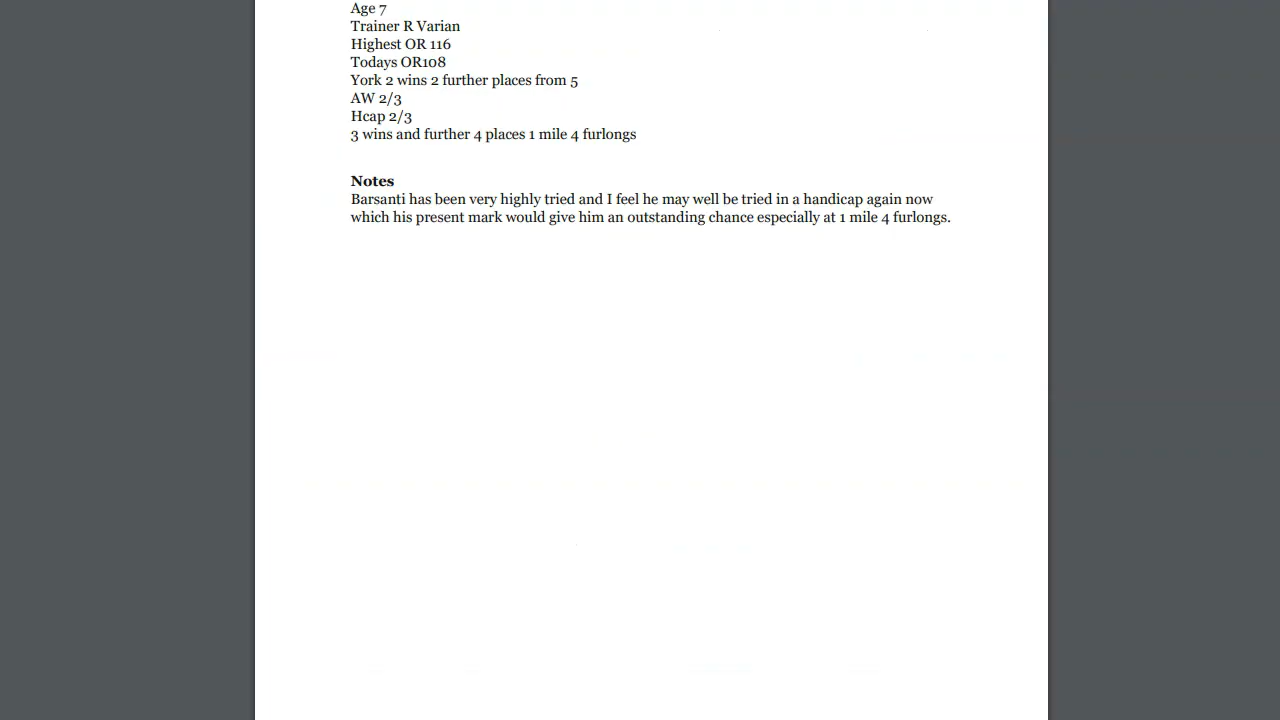 Age 7
Trainer R Varian
Highest OR 116
Todays OR108
York 2 wins 2 further places from 5
AW 2/3
Hcap 2/3
3 wins and further 4 places 1 mile 4 furlongs
Notes
Barsanti has been very highly tried and I feel he may well be tried in a handicap again now
which his present mark would give him an outstanding chance especially at 1 mile 4 furlongs.